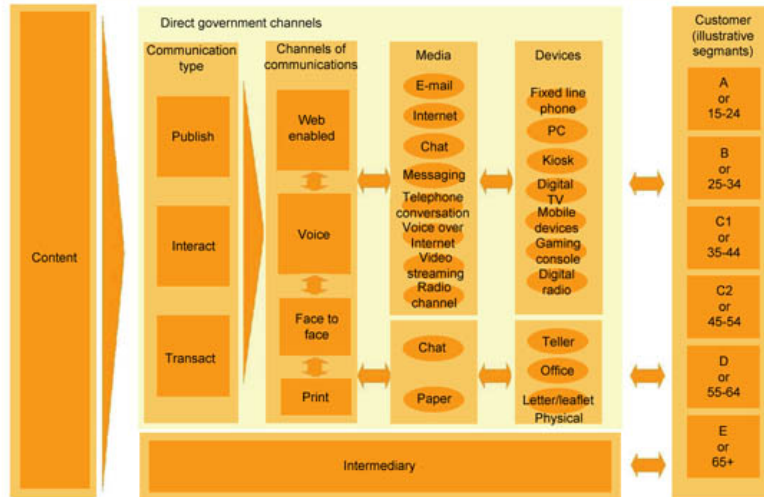 Direct government channels
Content
Communication
type
Publish
Interact
Transact
Channels of
communications
Web
enabled
Voice
Face to
face
Print
Media
E-mail
Internet
Chat
Messaging
Telephone
conversation
Voice over
Internet
Video
streaming
Radio
channel
Chat
Paper
Devices
Fixed line
phone
PC
Kiosk
Digital
TV
Mobile
devices
Gaming
console
Digital
radio
Teller
Office
Letter/leaflet
Physical
Intermediary
Customer
(illustrative
segmants)
A
or
15-24
B
or
25-34
C1
or
35-44
C2
or
45-54
D
or
55-64
E
or
65+